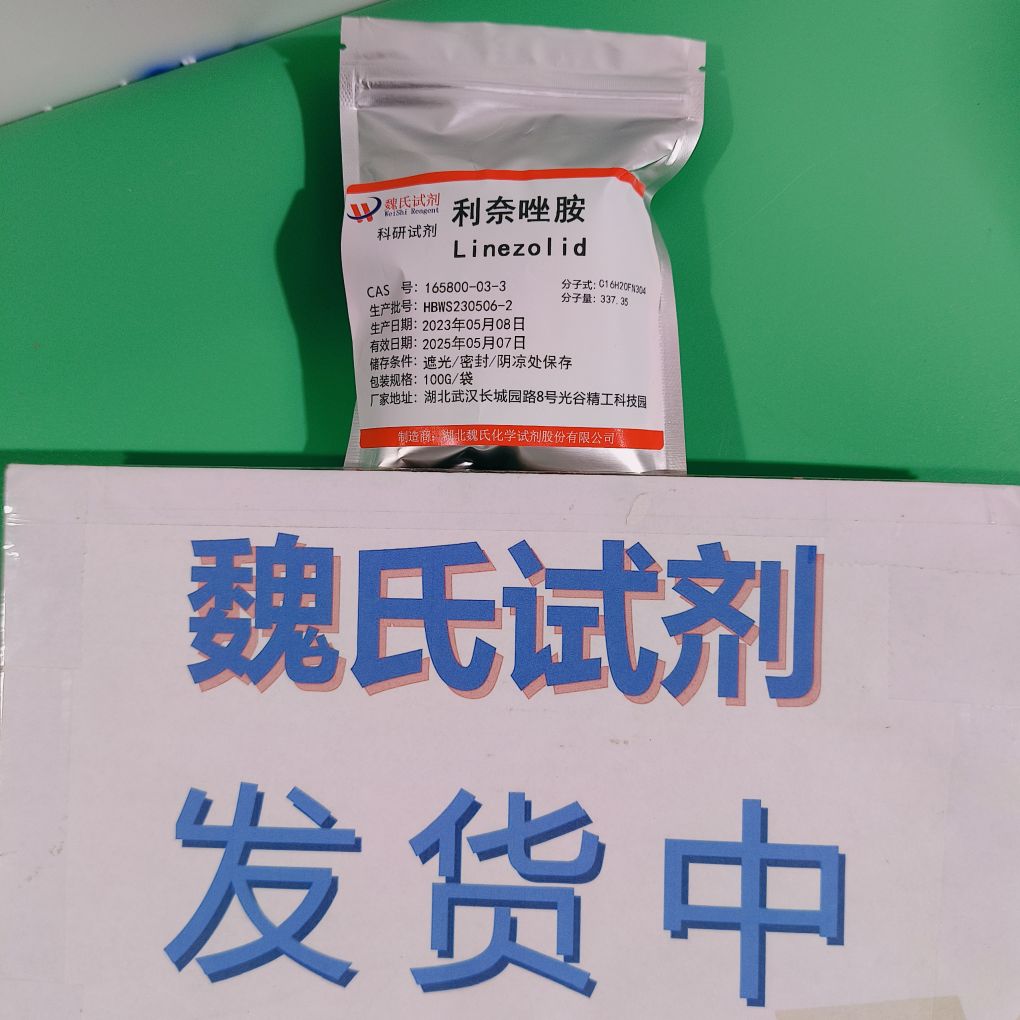 魏氏试剂
WeiShi Reagent
科研试剂
利奈唑胺
Linezolid
CAS 号：165800-03-3
分子式：C16H20FN3O4
生产批号：HBWS230506-2
分子量：337.35
生产日期：2023年05月08日
有效日期：2025年05月07日
储存条件：遮光/密封/阴凉处保存
包装规格：100G/袋
厂家地址：湖北武汉长城园路8号光谷精工科技园
制造商：湖北魏氏化学试剂股份有限公司
魏氏试剂
发货中